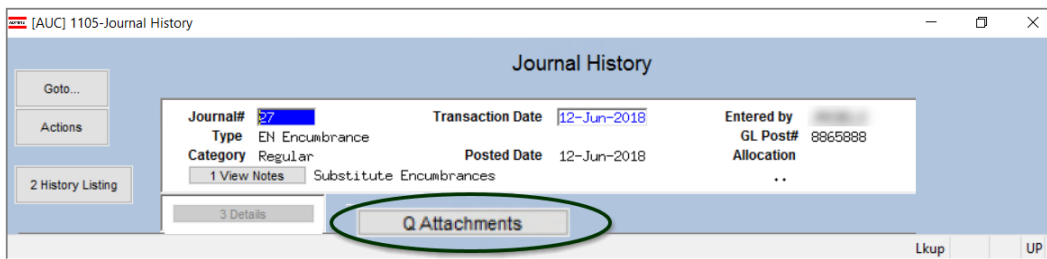 [AUC] 1105-Journal History
Journal History
Goto...
Actions
2 History Listing
Journal# 27 Transaction Date 12-Jun-2018 Entered by
Type EN Encumbrance GL Post# 8865888
Category Regular Posted Date 12-Jun-2018 Allocation
1 View Notes Substitute Encumbrances ..
3 Details
Q Attachments
Lkup UP